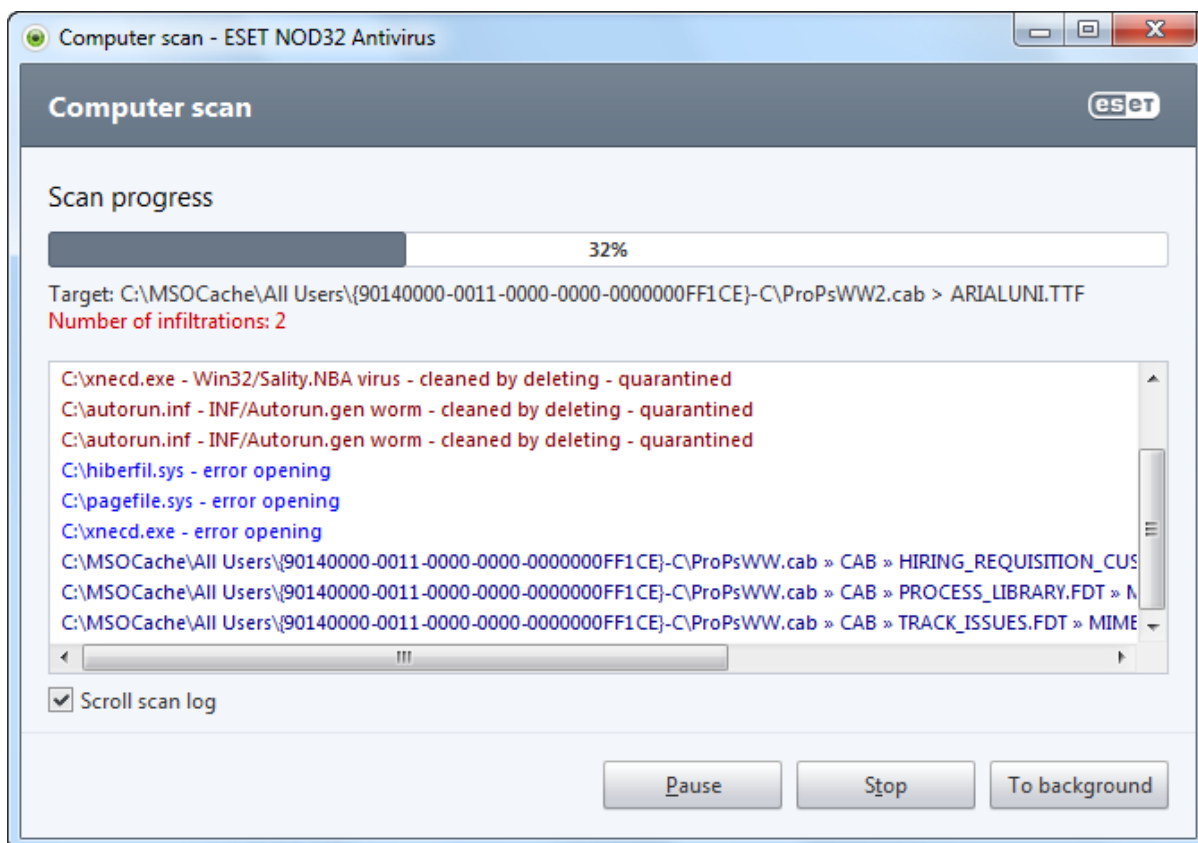 Computer scan - ESET NOD32 Antivirus
Computer scan
eseT
Scan progress
32%
Target: C:\MSOCache\All Users\{90140000-0011-0000-0000-0000000FF1CE}-C\ProPsWW2.cab > ARIALUNI.TTF
Number of infiltrations: 2
C:\xnecd.exe - Win32/Sality.NBA virus - cleaned by deleting - quarantined
C:\autorun.inf - INF/Autorun.gen worm - cleaned by deleting - quarantined
C:\autorun.inf - INF/Autorun.gen worm - cleaned by deleting - quarantined
C:\hiberfil.sys - error opening
C:\pagefile.sys - error opening
C:\xnecd.exe - error opening
C:\MSOCache\All Users\{90140000-0011-0000-0000-0000000FF1CE}-C\ProPsWW.cab » CAB » HIRING_REQUISITION_CUS
C:\MSOCache\All Users\{90140000-0011-0000-0000-0000000FF1CE}-C\ProPsWW.cab » CAB » PROCESS_LIBRARY.FDT »
C:\MSOCache\All Users\{90140000-0011-0000-0000-0000000FF1CE}-C\ProPsWW.cab » CAB » TRACK_ISSUES.FDT » MIME
Scroll scan log
Pause
Stop
To background